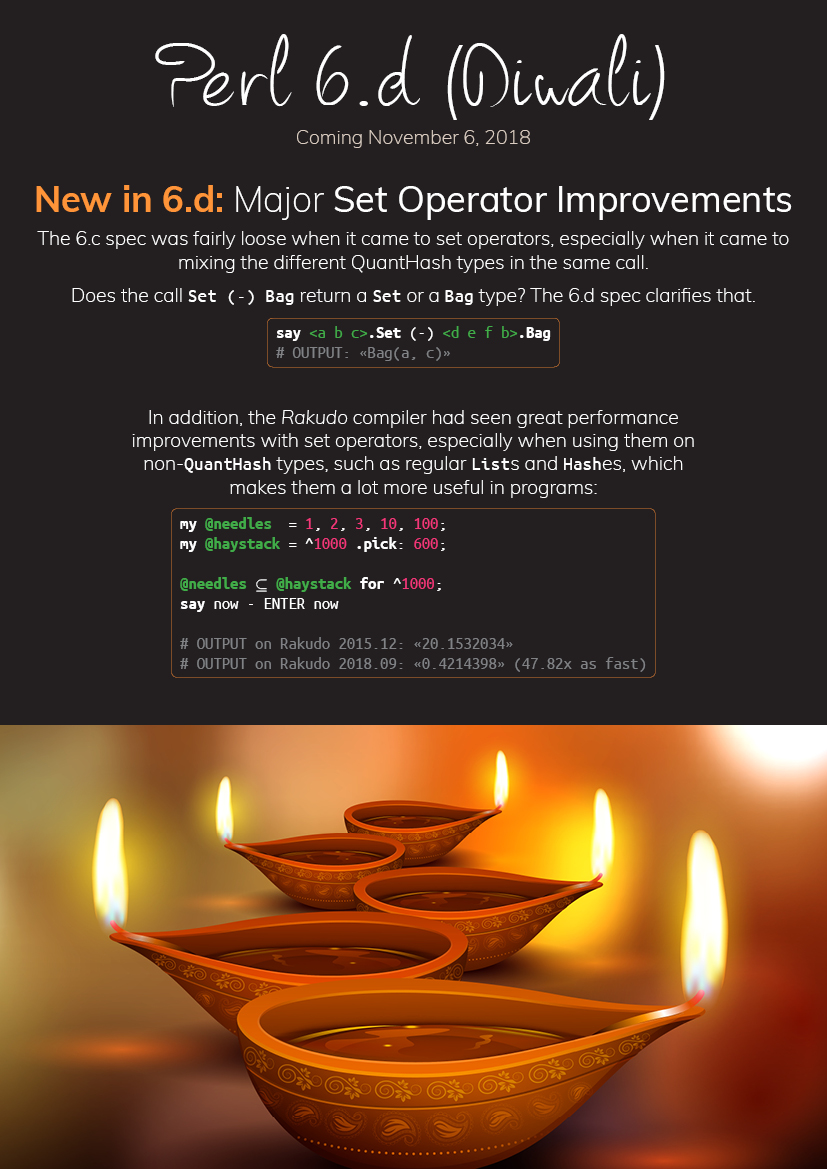 Perl 6.d (Diwali)
Coming November 6, 2018
New in 6.d: Major Set Operator Improvements
The 6.c spec was fairly loose when it came to set operators, especially when it came to
mixing the different QuantHash types in the same call.
Does the call Set (-) Bag return a Set or a Bag type? The 6.d spec clarifies that.
say <a b c>.Set (-) <d e f b>.Bag
# OUTPUT: «Bag(a, c)»
In addition, the Rakudo compiler had seen great performance
improvements with set operators, especially when using them on
non-QuantHash types, such as regular Lists and Hashes, which
makes them a lot more useful in programs:
my @needles  = 1, 2, 3, 10, 100;
my @haystack = ^1000 .pick: 600;
@needles ⊆ @haystack for ^1000;
say now - ENTER now
# OUTPUT on Rakudo 2015.12: «20.1532034»
# OUTPUT on Rakudo 2018.09: «0.4214398» (47.82x as fast)